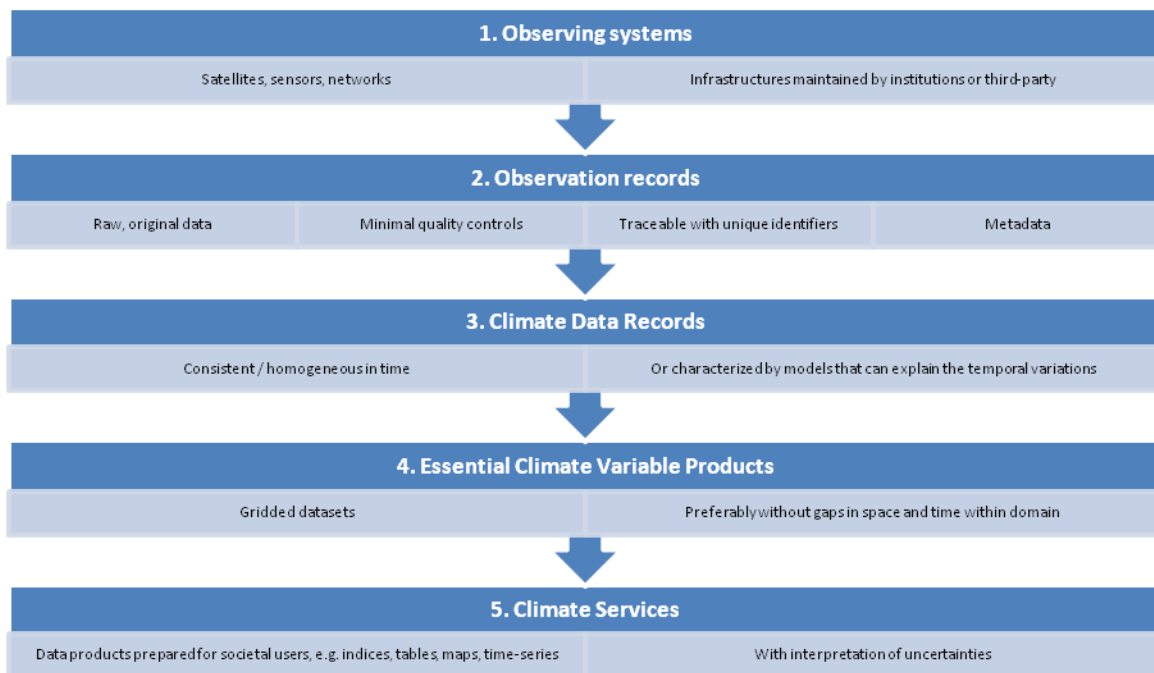 1. Observing systems
Satellites, sensors, networks
Infrastructures maintained by institutions or third-party
2. Observation records
Raw, original data
Minimal quality controls
Traceable with unique identifiers
Metadata
3. Climate Data Records
Consistent / homogeneous in time
Or characterized by models that can explain the temporal variations
4. Essential Climate Variable Products
Gridded datasets
Preferably without gaps in space and time within domain
5. Climate Services
Data products prepared for societal users, e.g. indices, tables, maps, time-series
With interpretation of uncertainties